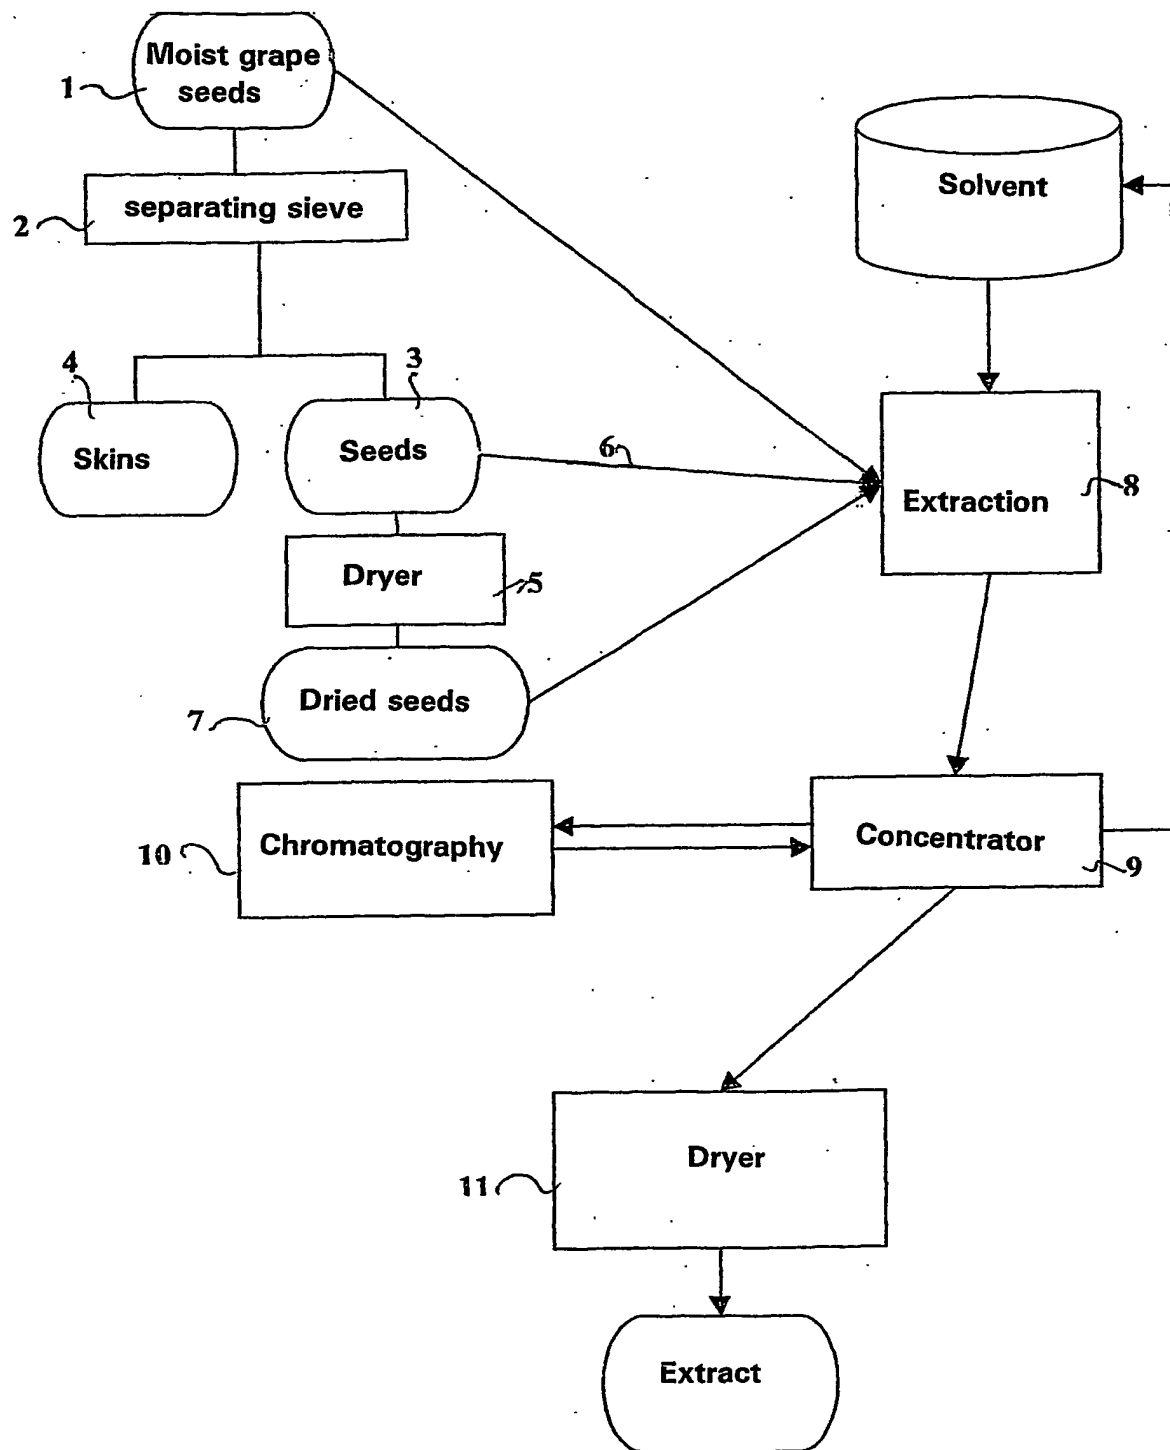 Moist grape
seeds
1
separating sieve
2
Solvent
4
3
Skins
Seeds
6
Extraction
8
Dryer
5
Dried seeds
7
Chromatography
10
Concentrator
9
Dryer
11
Extract